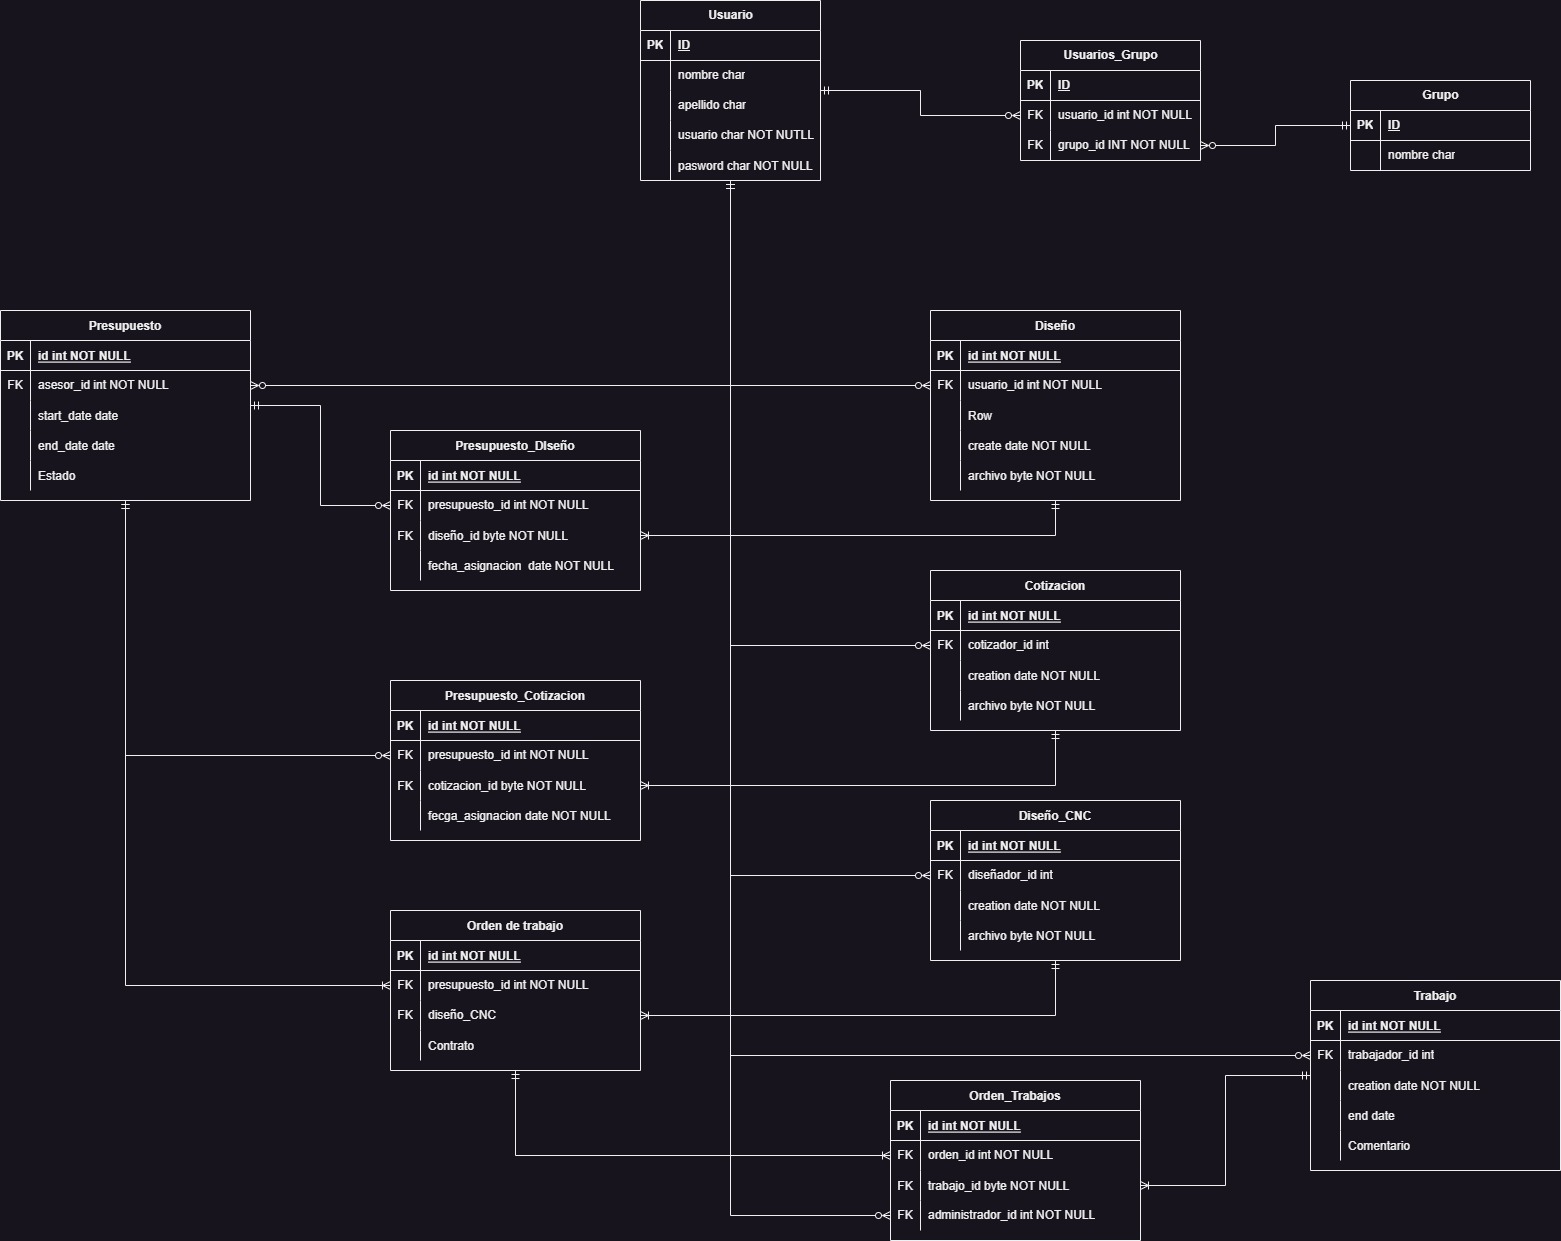 Usuario
PK ID
nombre char
apellido char
usuario char NOT NUTLL
pasword char NOT NULL
Usuarios_Grupo
PK ID
FK usuario_id int NOT NULL
FK grupo_id INT NOT NULL
Grupo
PK ID
nombre char
Presupuesto
PK id int NOT NULL
FK asesor_id int NOT NULL
start_date date
end_date date
Estado
Diseño
PK id int NOT NULL
FK usuario_id int NOT NULL
Row
create date NOT NULL
archivo byte NOT NULL
Presupuesto_DIseño
PK id int NOT NULL
FK presupuesto_id int NOT NULL
FK diseño_id byte NOT NULL
fecha_asignacion date NOT NULL
Cotizacion
PK id int NOT NULL
FK cotizador_id int
creation date NOT NULL
archivo byte NOT NULL
Presupuesto_Cotizacion
PK id int NOT NULL
FK presupuesto_id int NOT NULL
FK cotizacion_id byte NOT NULL
fecga_asignacion date NOT NULL
Diseño_CNC
PK id int NOT NULL
FK diseñador_id int
creation date NOT NULL
archivo byte NOT NULL
Orden de trabajo
PK id int NOT NULL
FK presupuesto_id int NOT NULL
FK diseño_CNC
Contrato
Trabajo
PK id int NOT NULL
FK trabajador_id int
creation date NOT NULL
end date
Comentario
Orden_Trabajos
PK id int NOT NULL
FK orden_id int NOT NULL
FK trabajo_id byte NOT NULL
FK administrador_id int NOT NULL